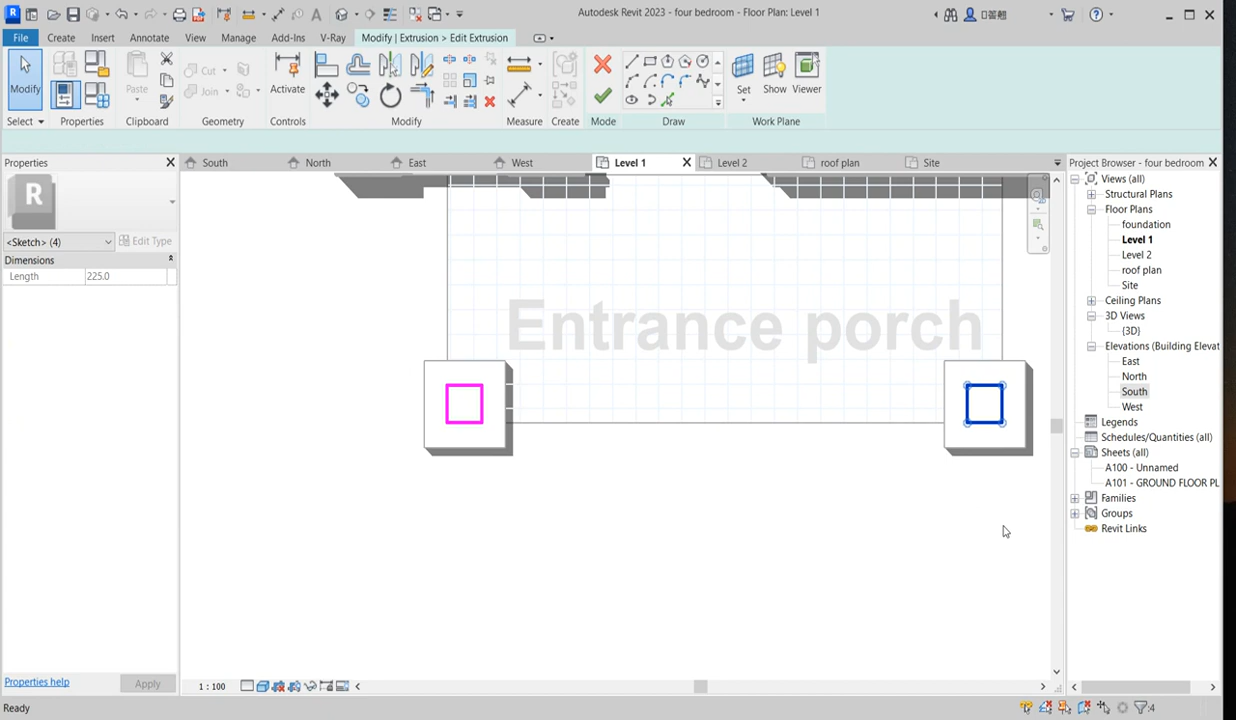 Autodesk Revit 2023 - four bedroom - Floor Plan: Level 1
File Create Insert Annotate View Manage Add-Ins V-Ray Modify | Extrusion > Edit Extrusion
Modify Paste Cut Join Activate Set Show Viewer
Select Properties Clipboard Geometry Controls Modify Measure Create Mode Draw Work Plane
Properties
South North East West Level 1 Level 2 roof plan Site
Project Browser - four bedroom
R
<Sketch> (4) Edit Type
Dimensions
Length 225.0
Entrance porch
Views (all)
Structural Plans
Floor Plans
foundation
Level 1
Level 2
roof plan
Site
Ceiling Plans
3D Views
{3D}
Elevations (Building Elevat
East
North
South
West
Legends
Schedules/Quantities (all)
Sheets (all)
A100 - Unnamed
A101 - GROUND FLOOR PL
Families
Groups
Revit Links
Properties help Apply
1 : 100
Ready
:4